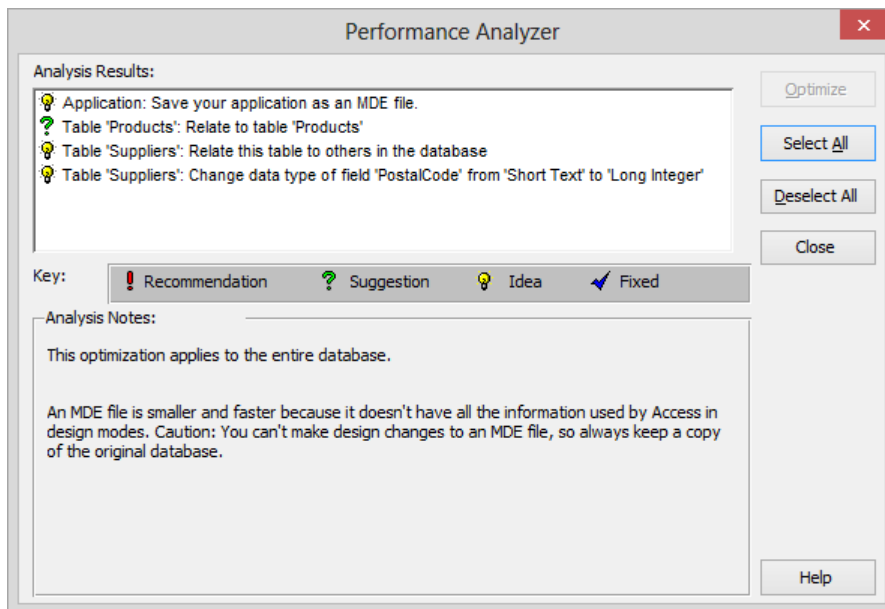 Performance Analyzer
Analysis Results:
Application: Save your application as an MDE file.
Table 'Products': Relate to table 'Products'
Table 'Suppliers': Relate this table to others in the database
Table 'Suppliers': Change data type of field 'PostalCode' from 'Short Text' to 'Long Integer'
Optimize
Select All
Deselect All
Close
Key:
Recommendation
Suggestion
Idea
Fixed
Analysis Notes:
This optimization applies to the entire database.
An MDE file is smaller and faster because it doesn't have all the information used by Access in
design modes. Caution: You can't make design changes to an MDE file, so always keep a copy
of the original database.
Help